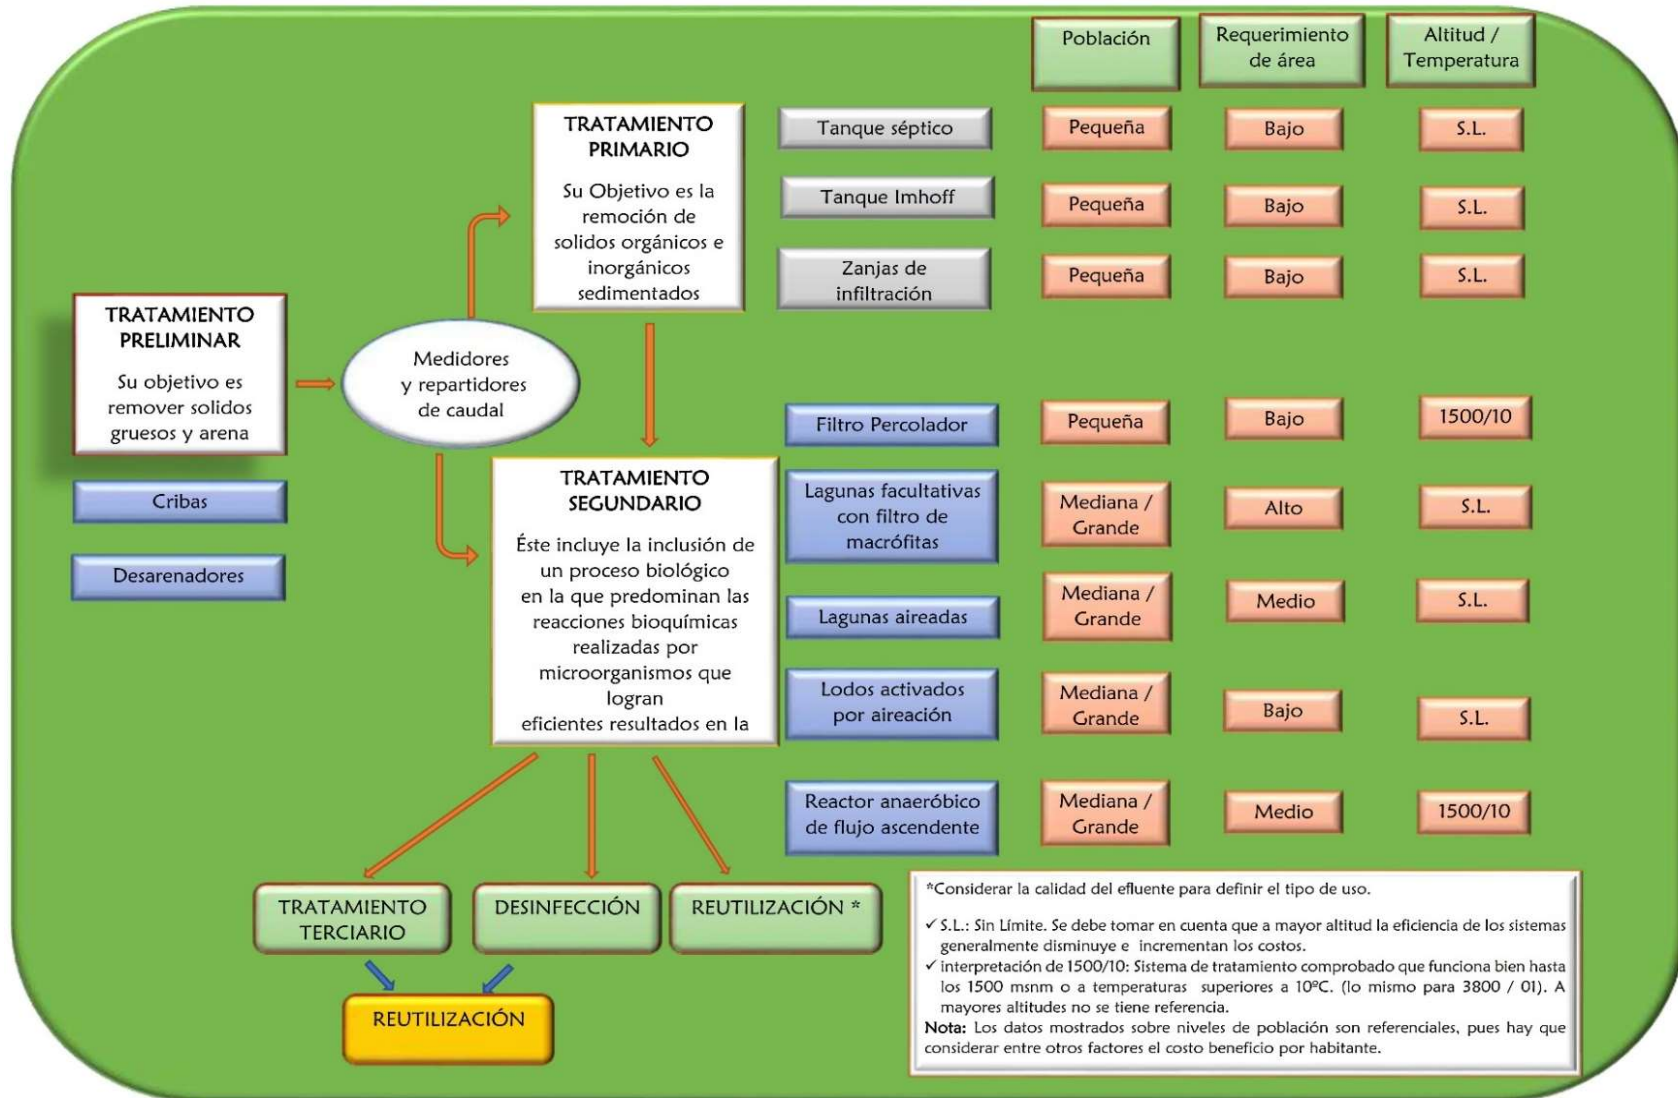 Población
Requerimiento
de área
Altitud /
Temperatura
TRATAMIENTO
PRIMARIO
Su Objetivo es la
remoción de
solidos orgánicos e
inorgánicos
sedimentados
Tanque séptico
Pequeña
Bajo
S.L.
Tanque Imhoff
Pequeña
Bajo
S.L.
Zanjas de
infiltración
Pequeña
Bajo
S.L.
TRATAMIENTO
PRELIMINAR
Su objetivo es
remover solidos
gruesos y arena
Medidores
y repartidores
de caudal
Cribas
Desarenadores
TRATAMIENTO
SEGUNDARIO
Éste incluye la inclusión de
un proceso biológico
en la que predominan las
reacciones bioquímicas
realizadas por
microorganismos que
logran
eficientes resultados en la
Filtro Percolador
Pequeña
Bajo
1500/10
Lagunas facultativas
con filtro de
macrófitas
Mediana /
Grande
Alto
S.L.
Lagunas aireadas
Mediana /
Grande
Medio
S.L.
Lodos activados
por aireación
Mediana /
Grande
Bajo
S.L.
Reactor anaeróbico
de flujo ascendente
Mediana /
Grande
Medio
1500/10
TRATAMIENTO
TERCIARIO
DESINFECCIÓN
REUTILIZACIÓN *
REUTILIZACIÓN
*Considerar la calidad del efluente para definir el tipo de uso.
✓ S.L.: Sin Límite. Se debe tomar en cuenta que a mayor altitud la eficiencia de los sistemas
generalmente disminuye e incrementan los costos.
✓ interpretación de 1500/10: Sistema de tratamiento comprobado que funciona bien hasta
los 1500 msnm o a temperaturas superiores a 10ºC. (lo mismo para 3800 / 01). A
mayores altitudes no se tiene referencia.
Nota: Los datos mostrados sobre niveles de población son referenciales, pues hay que
considerar entre otros factores el costo beneficio por habitante.